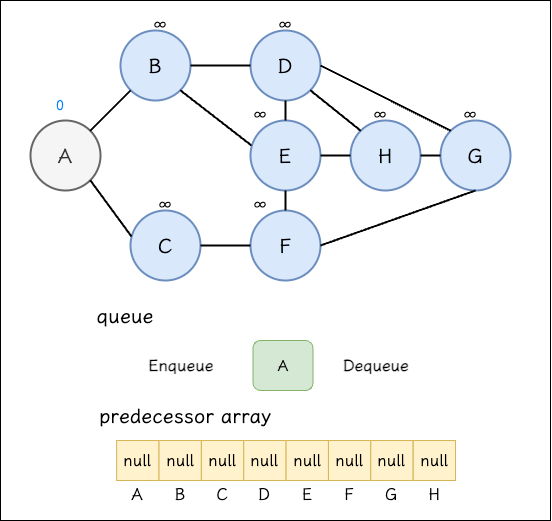 ∞ ∞
B D
0 ∞ ∞ ∞
A E H G
∞ ∞
C F
queue
Enqueue A Dequeue
predecessor array
null null null null null null null null
A B C D E F G H